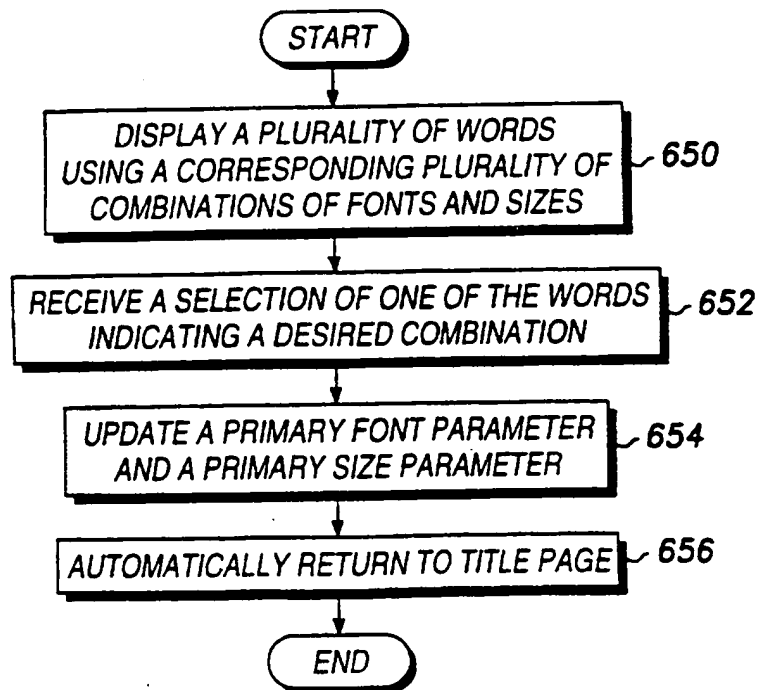 START
DISPLAY A PLURALITY OF WORDS
USING A CORRESPONDING PLURALITY OF
COMBINATIONS OF FONTS AND SIZES
650
RECEIVE A SELECTION OF ONE OF THE WORDS
INDICATING A DESIRED COMBINATION
652
UPDATE A PRIMARY FONT PARAMETER
AND A PRIMARY SIZE PARAMETER
654
AUTOMATICALLY RETURN TO TITLE PAGE
656
END